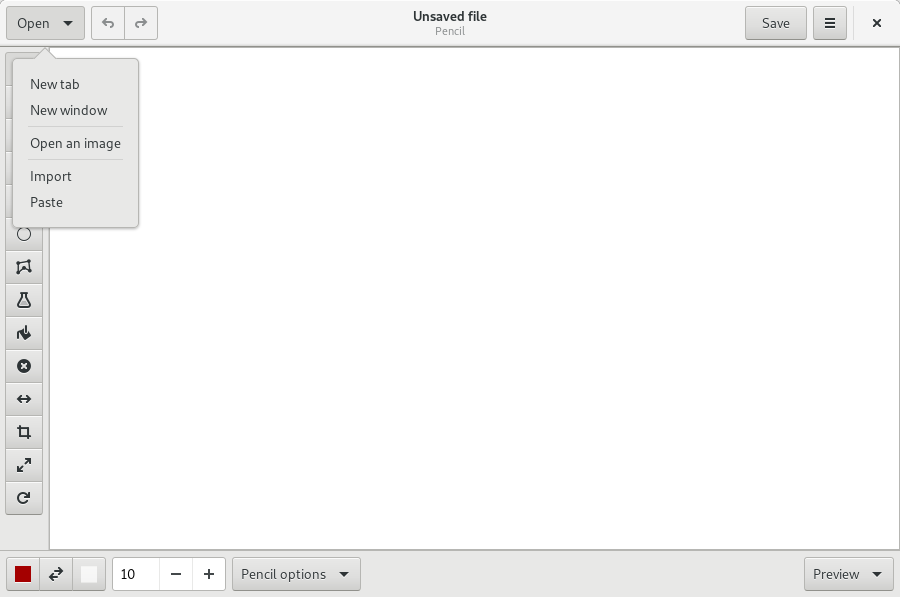 Open
Unsaved file
Pencil
Save
New tab
New window
Open an image
Import
Paste
10
Pencil options
Preview